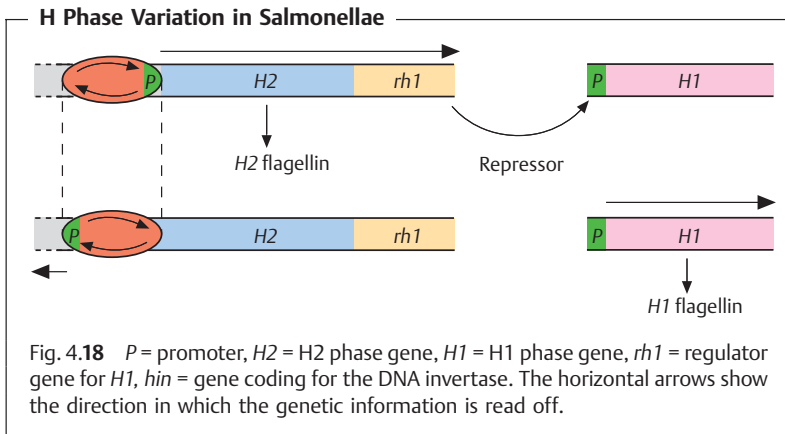 H Phase Variation in Salmonellae
P H2 rh1 P H1
H2 flagellin Repressor
P H2 rh1 P H1
H1 flagellin
Fig. 4.18 P = promoter, H2 = H2 phase gene, H1 = H1 phase gene, rh1 = regulator
gene for H1, hin = gene coding for the DNA invertase. The horizontal arrows show
the direction in which the genetic information is read off.